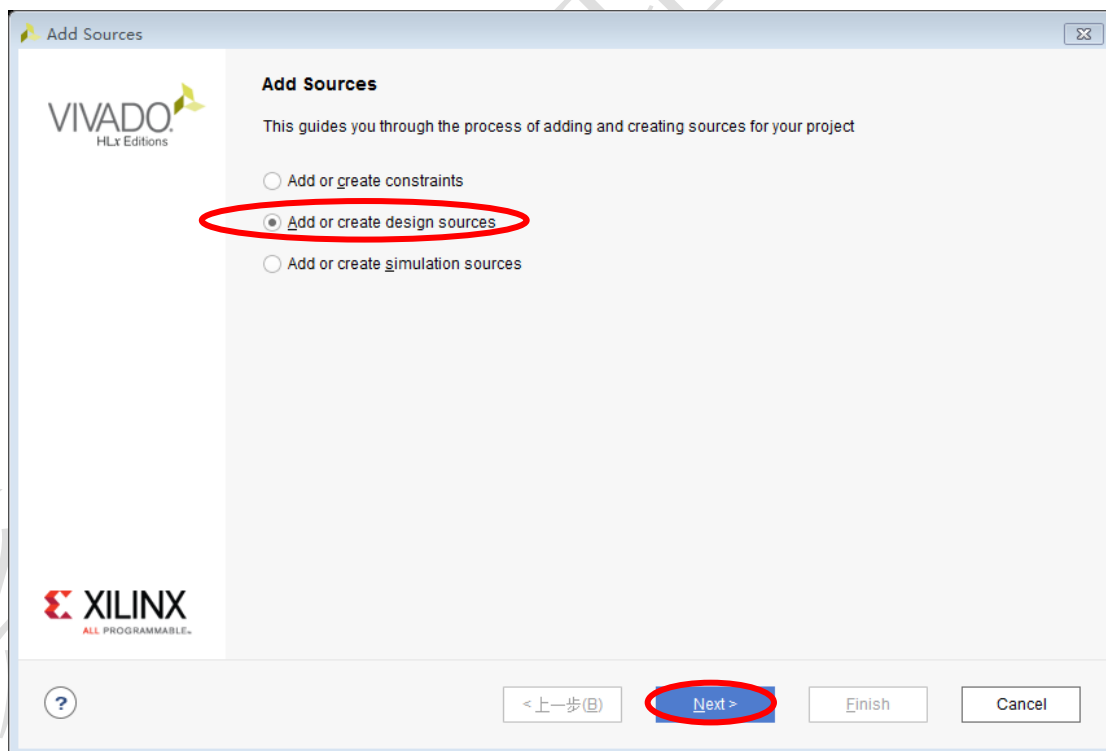 Add Sources
VIVADO.
HLx Editions
Add Sources
This guides you through the process of adding and creating sources for your project
Add or create constraints
Add or create design sources
Add or create simulation sources
XILINX
ALL PROGRAMMABLE™
?
<上一步(B)
Next >
Finish
Cancel